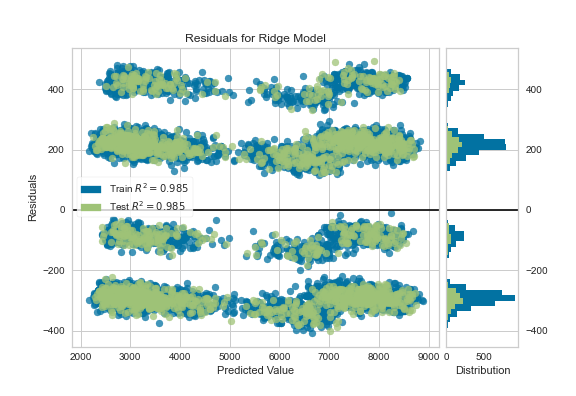 Residuals for Ridge Model
Residuals
400
200
0
−200
−400
Train R² = 0.985
Test R² = 0.985
2000 3000 4000 5000 6000 7000 8000 9000
Predicted Value
400
200
0
−200
−400
0 500
Distribution